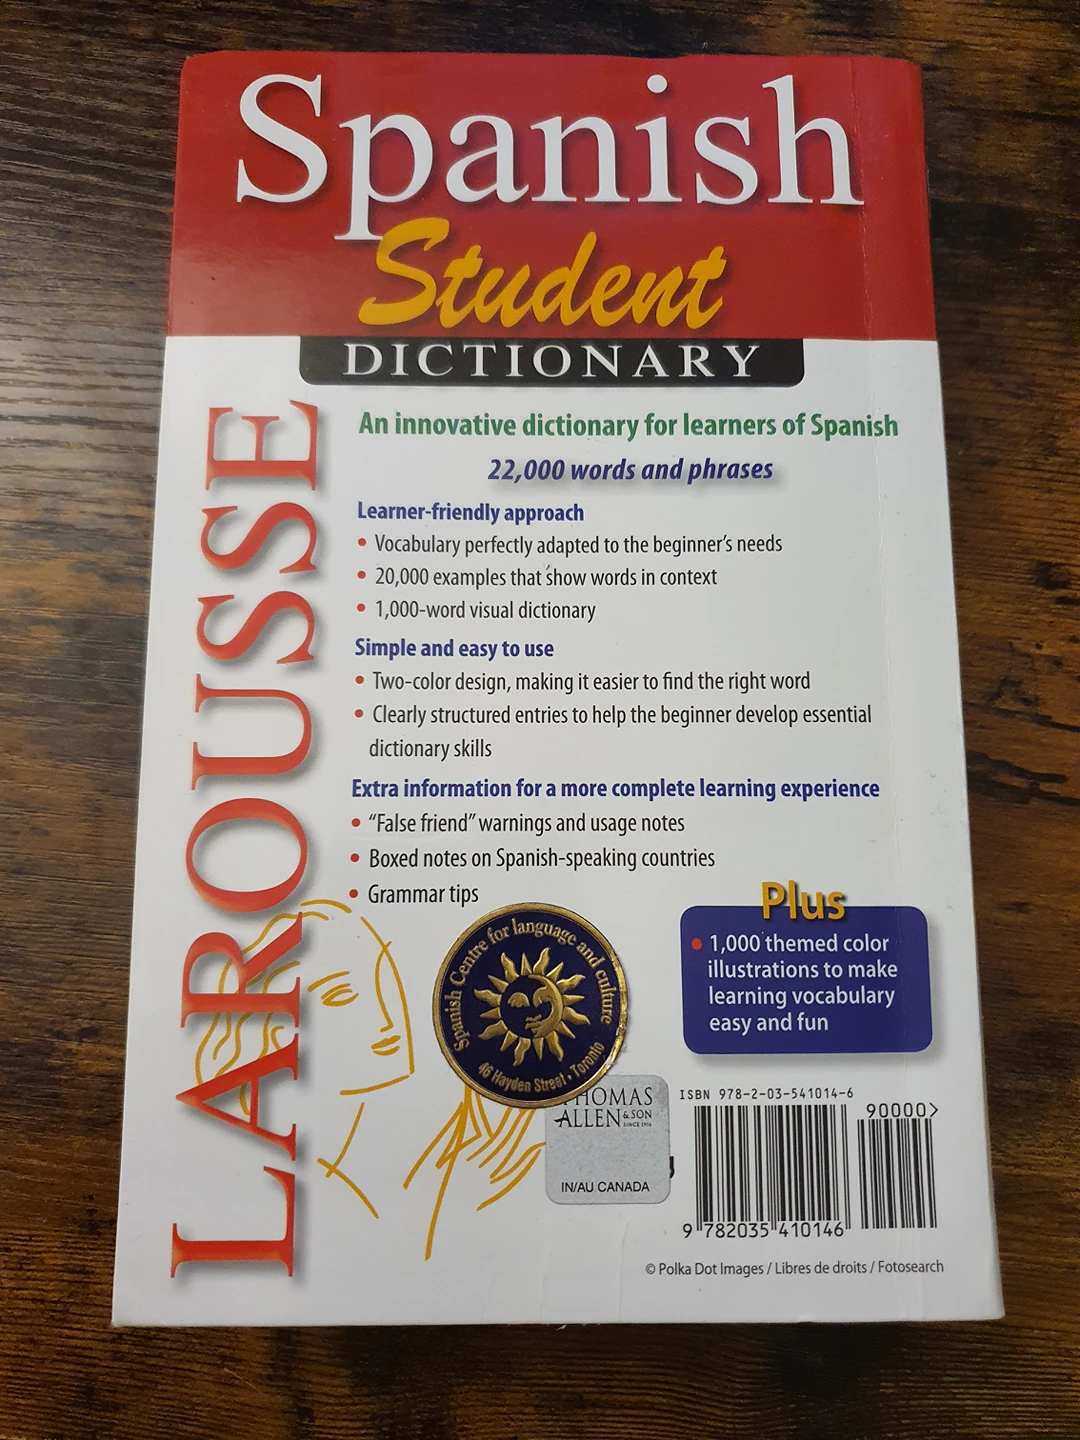 Spanish
Student
DICTIONARY
LAROUSSE
An innovative dictionary for learners of Spanish
22,000 words and phrases
Learner-friendly approach
• Vocabulary perfectly adapted to the beginner's needs
• 20,000 examples that show words in context
• 1,000-word visual dictionary
Simple and easy to use
• Two-color design, making it easier to find the right word
• Clearly structured entries to help the beginner develop essential
dictionary skills
Extra information for a more complete learning experience
• "False friend" warnings and usage notes
• Boxed notes on Spanish-speaking countries
• Grammar tips
Plus
• 1,000 themed color
illustrations to make
learning vocabulary
easy and fun
Spanish Centre for language and culture
46 Hayden Street • Toronto
THOMAS
ALLEN & SON
SINCE 1916
IN/AU CANADA
ISBN 978-2-03-541014-6
90000>
9 782035 410146
© Polka Dot Images / Libres de droits / Fotosearch